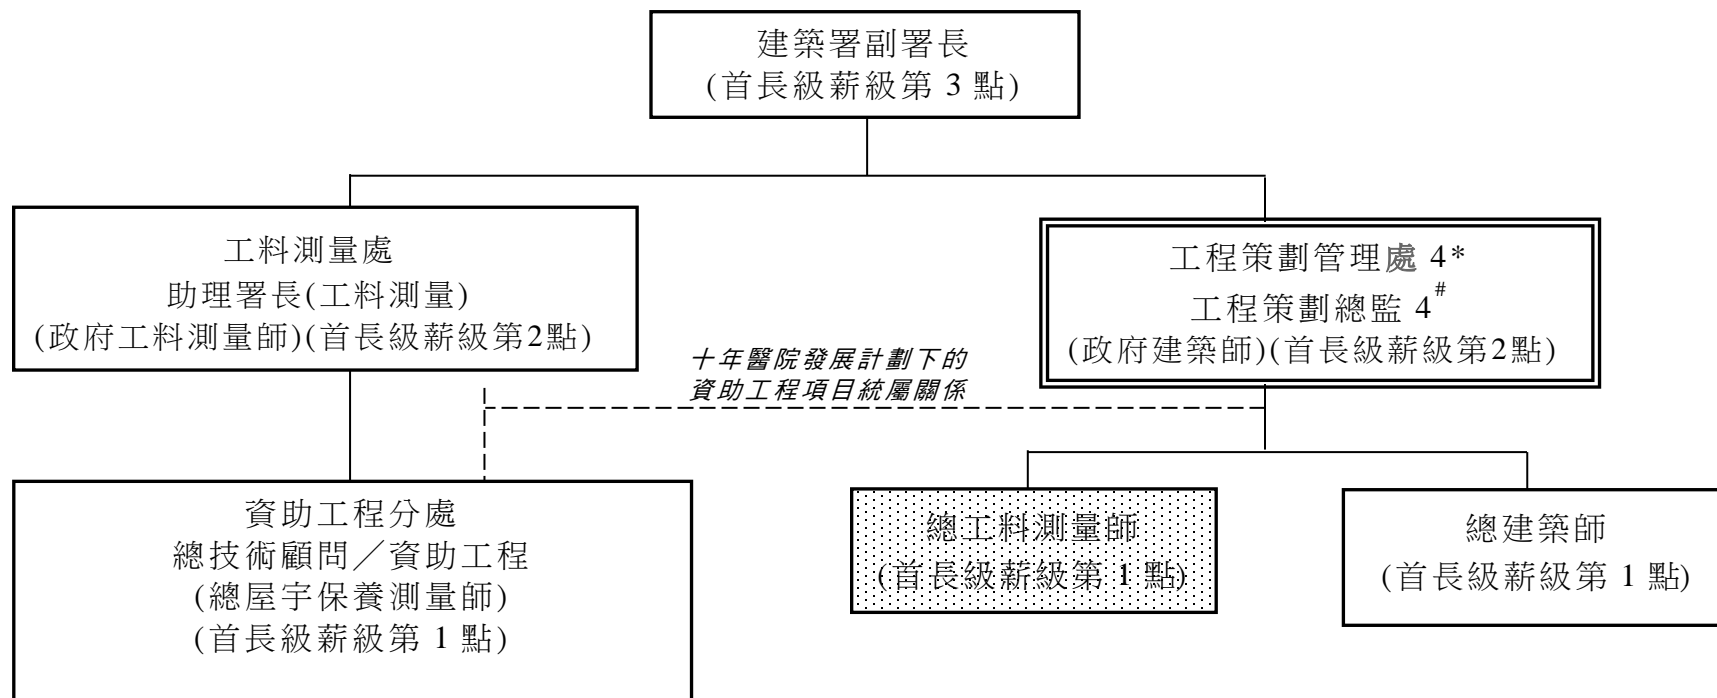 建築署副署長
(首長級薪級第 3 點)
工料測量處
助理署長(工料測量)
(政府工料測量師)(首長級薪級第2點)
工程策劃管理處 4*
工程策劃總監 4#
(政府建築師)(首長級薪級第2點)
十年醫院發展計劃下的
資助工程項目統屬關係
資助工程分處
總技術顧問／資助工程
(總屋宇保養測量師)
(首長級薪級第 1 點)
總工料測量師
(首長級薪級第 1 點)
總建築師
(首長級薪級第 1 點)